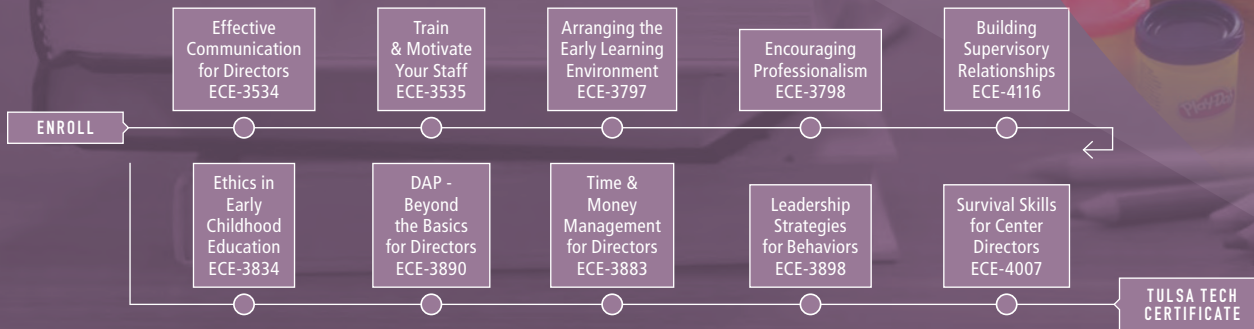 Effective
Communication
for Directors
ECE-3534
Train
& Motivate
Your Staff
ECE-3535
Arranging the
Early Learning
Environment
ECE-3797
Encouraging
Professionalism
ECE-3798
Building
Supervisory
Relationships
ECE-4116
Play-Doh
ENROLL
Ethics in
Early
Childhood
Education
ECE-3834
DAP -
Beyond
the Basics
for Directors
ECE-3890
Time &
Money
Management
for Directors
ECE-3883
Leadership
Strategies
for Behaviors
ECE-3898
Survival Skills
for Center
Directors
ECE-4007
TULSA TECH
CERTIFICATE